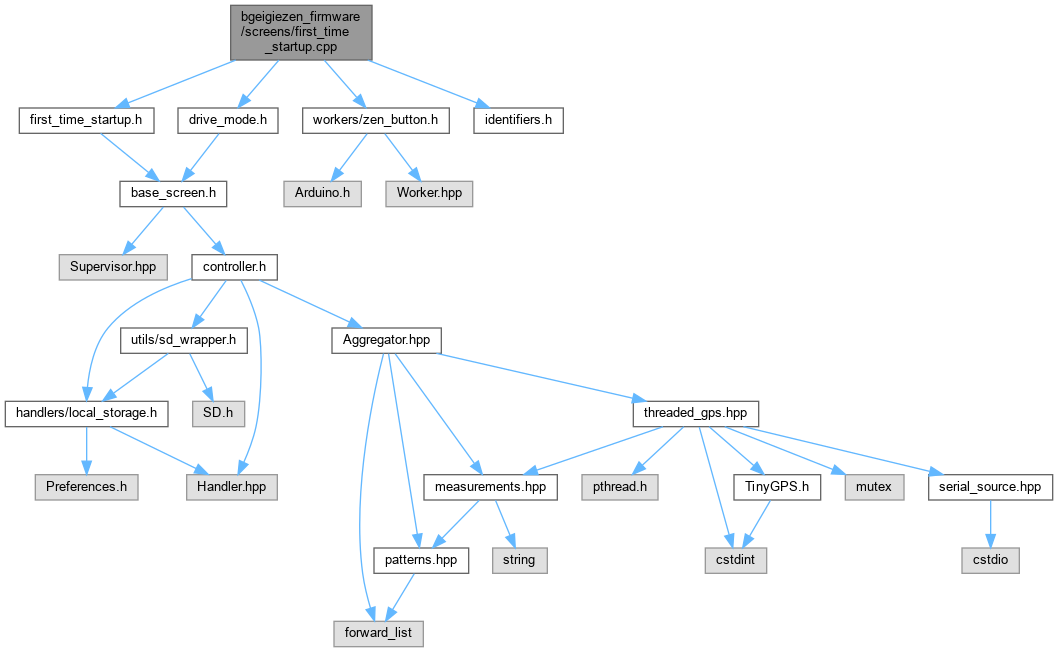 bgeigiezen_firmware
/screens/first_time
_startup.cpp
first_time_startup.h
drive_mode.h
workers/zen_button.h
identifiers.h
base_screen.h
Arduino.h
Worker.hpp
Supervisor.hpp
controller.h
utils/sd_wrapper.h
Aggregator.hpp
handlers/local_storage.h
SD.h
threaded_gps.hpp
Preferences.h
Handler.hpp
measurements.hpp
pthread.h
TinyGPS.h
mutex
serial_source.hpp
patterns.hpp
string
cstdint
cstdio
forward_list